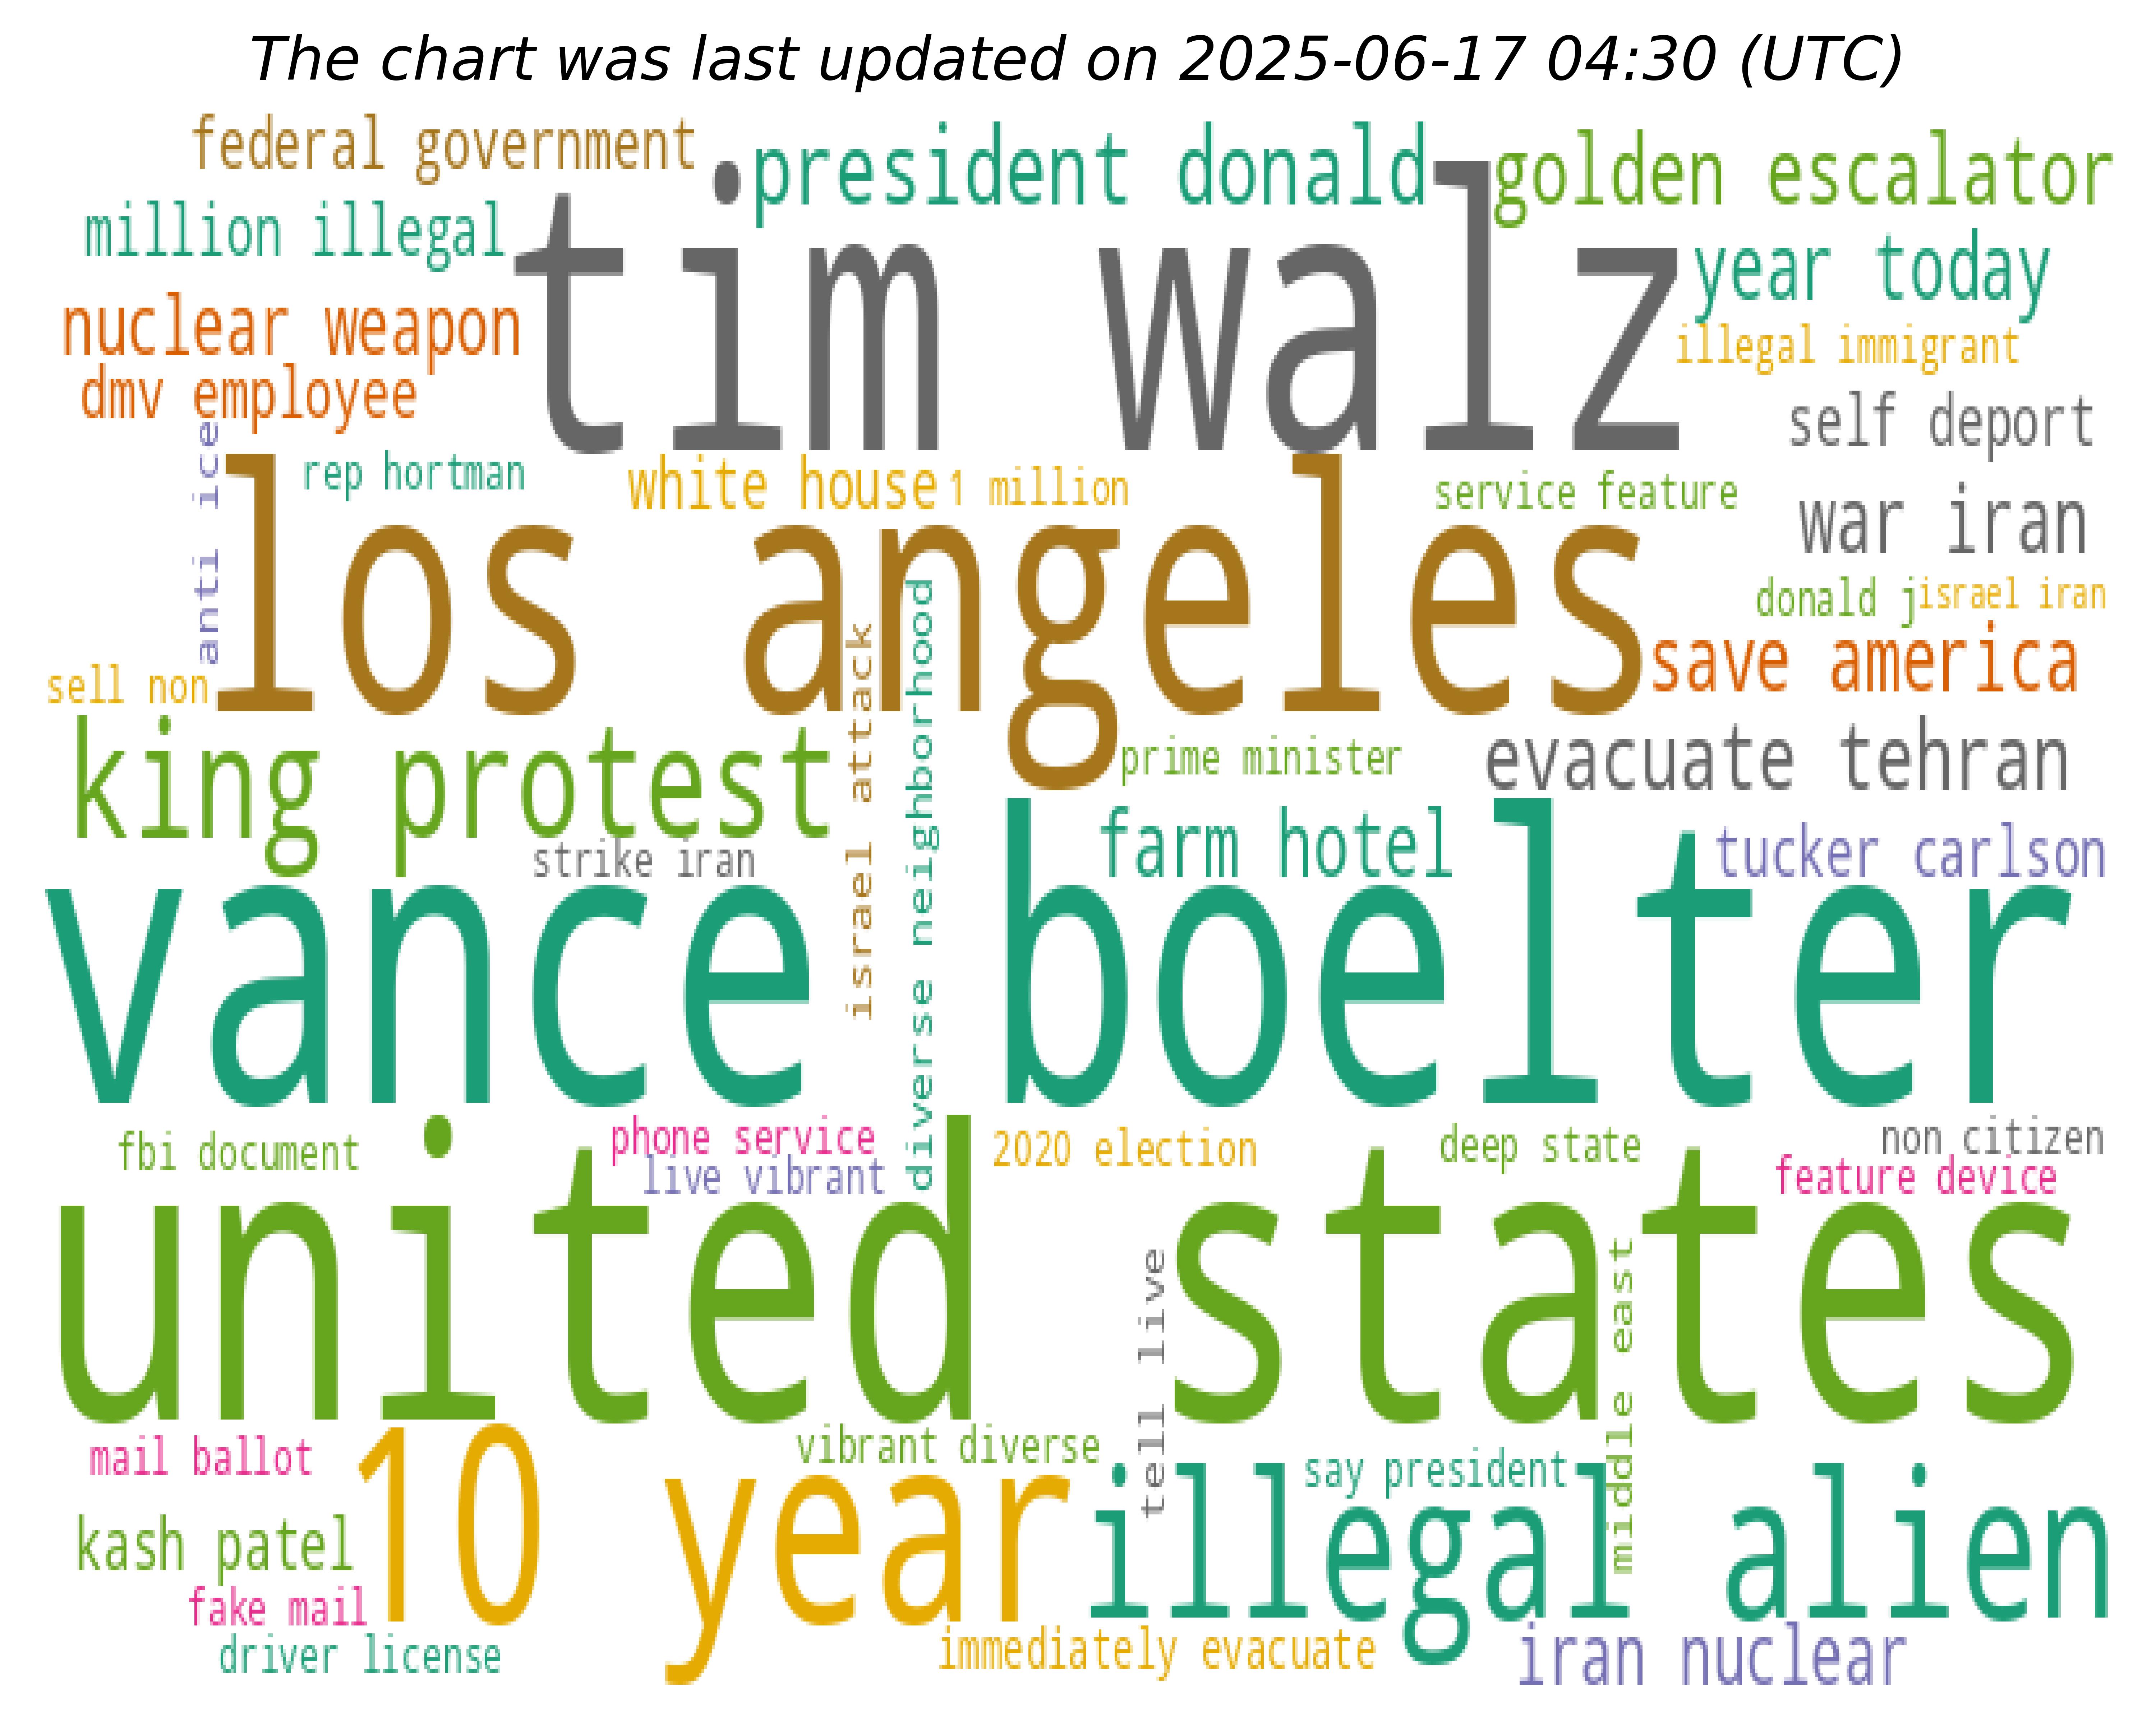 The chart was last updated on 2025-06-17 04:30 (UTC)
federal government
president donald
golden escalator
million illegal
tim walz
year today
nuclear weapon
illegal immigrant
dmv employee
self deport
anti ice
rep hortman
white house
1 million
service feature
war iran
los angeles
donald j
israel iran
save america
sell non
king protest
israel attack
diverse neighborhood
prime minister
evacuate tehran
strike iran
farm hotel
tucker carlson
vance boelter
fbi document
phone service
live vibrant
2020 election
deep state
non citizen
feature device
united states
tell live
middle east
mail ballot
10 year
vibrant diverse
say president
illegal alien
kash patel
fake mail
driver license
immediately evacuate
iran nuclear